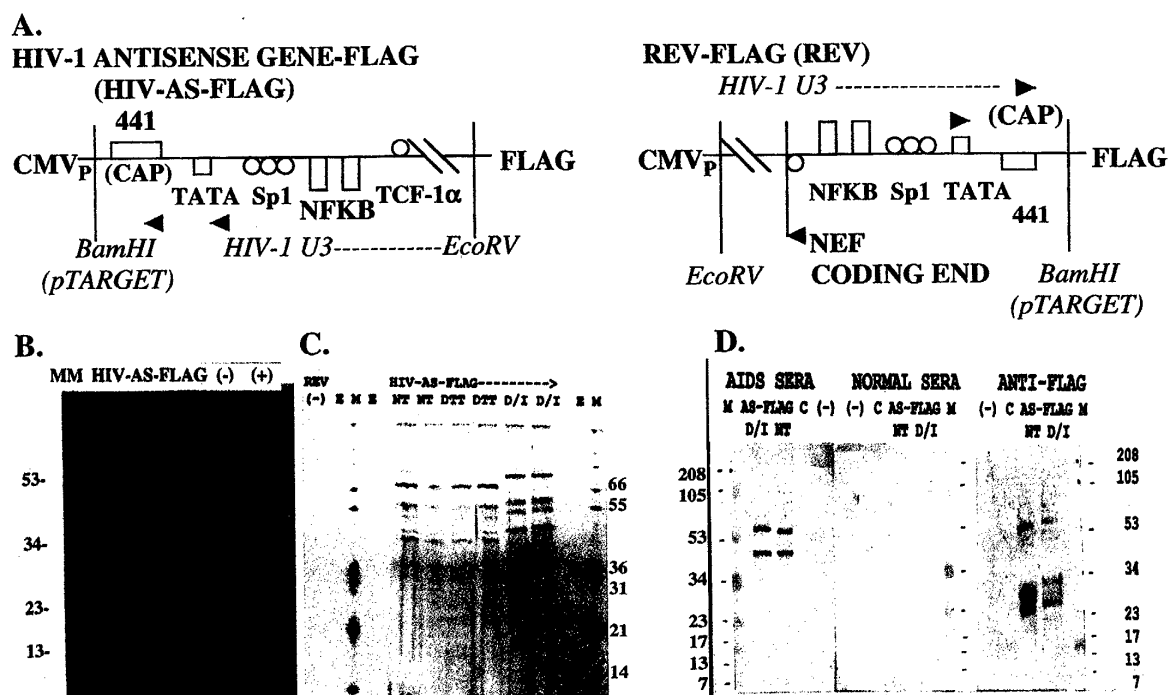 A.
HIV-1 ANTISENSE GENE-FLAG
(HIV-AS-FLAG)
441
CMVP
(CAP)
TATA
Sp1
NFKB
TCF-1α
FLAG
BamHI
(pTARGET)
HIV-1 U3-----------EcoRV
REV-FLAG (REV)
HIV-1 U3 -----------------------
(CAP)
CMVP
FLAG
NFKB Sp1 TATA
441
NEF
CODING END
EcoRV
BamHI
(pTARGET)
B.
MM HIV-AS-FLAG (-) (+)
53-
34-
23-
13-
C.
REV HIV-AS-FLAG---------->
(-) E M E NT NT DTT DTT D/I D/I E M
66
55
36
31
21
14
D.
AIDS SERA NORMAL SERA ANTI-FLAG
M AS-FLAG C (-) (-) C AS-FLAG M (-) C AS-FLAG M
D/I NT NT D/I NT D/I
208
105
53
34
23
17
13
7
208
105
53
34
23
17
13
7